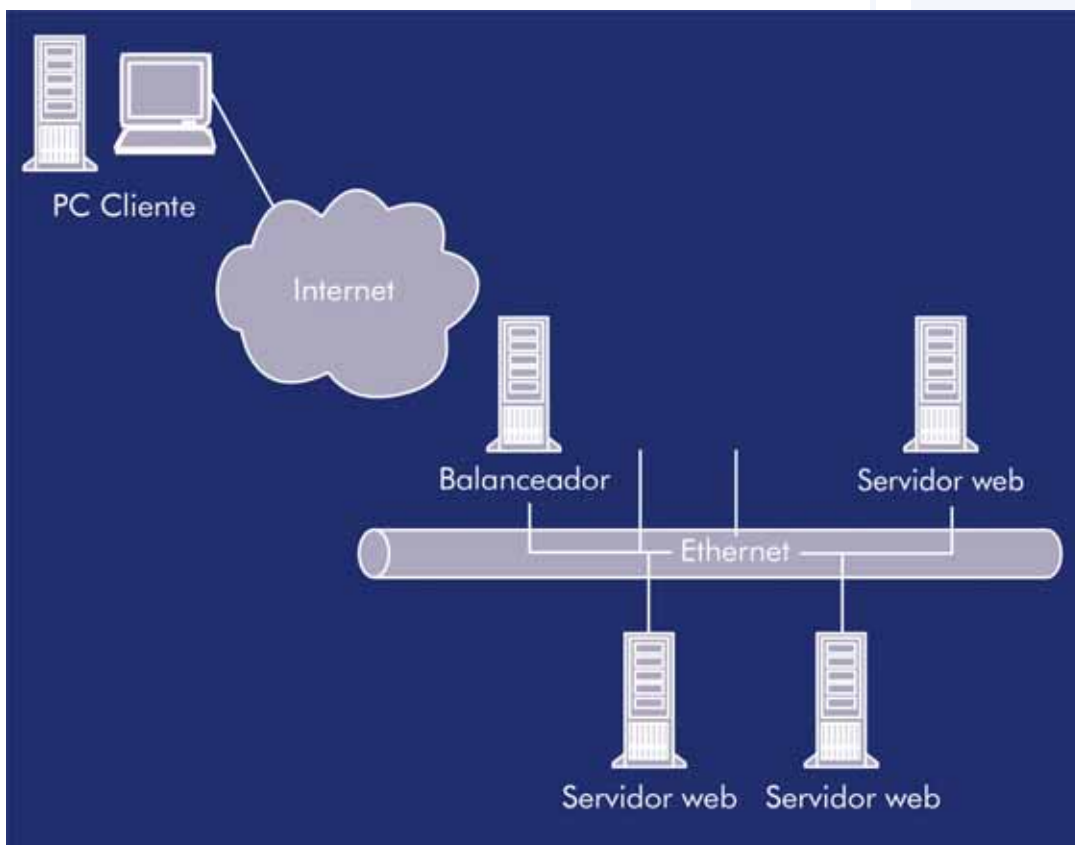 PC Cliente
Internet
Balanceador
Servidor web
Ethernet
Servidor web
Servidor web